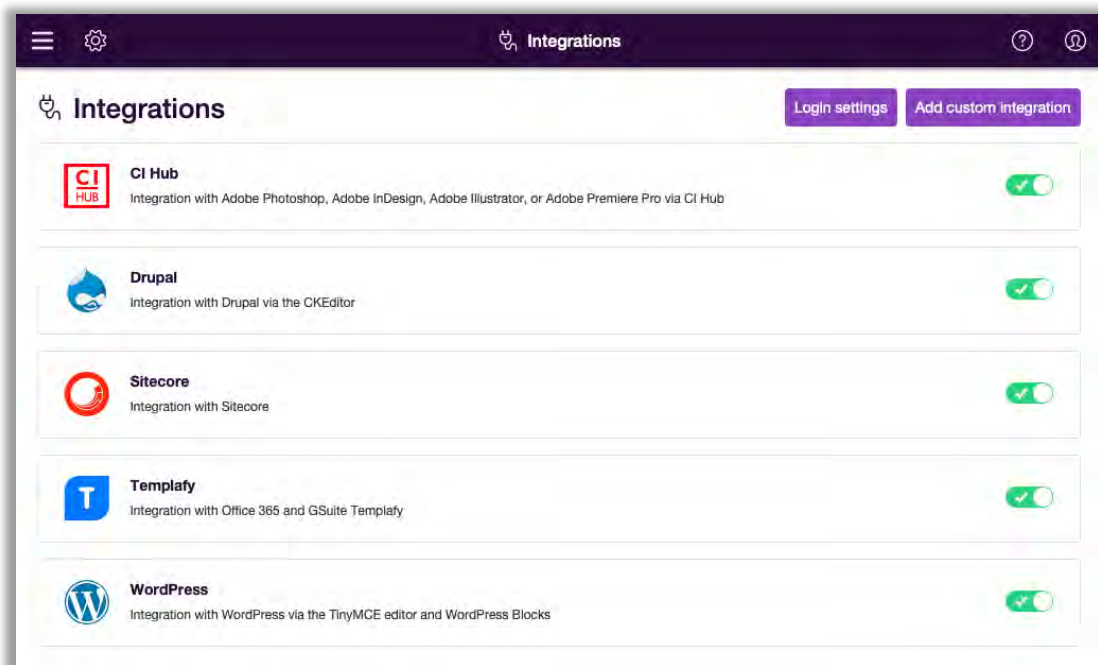 Integrations
Integrations
Login settings
Add custom integration
CI
HUB
CI Hub
Integration with Adobe Photoshop, Adobe InDesign, Adobe Illustrator, or Adobe Premiere Pro via CI Hub
Drupal
Integration with Drupal via the CKEditor
Sitecore
Integration with Sitecore
T
Templafy
Integration with Office 365 and GSuite Templafy
W
WordPress
Integration with WordPress via the TinyMCE editor and WordPress Blocks